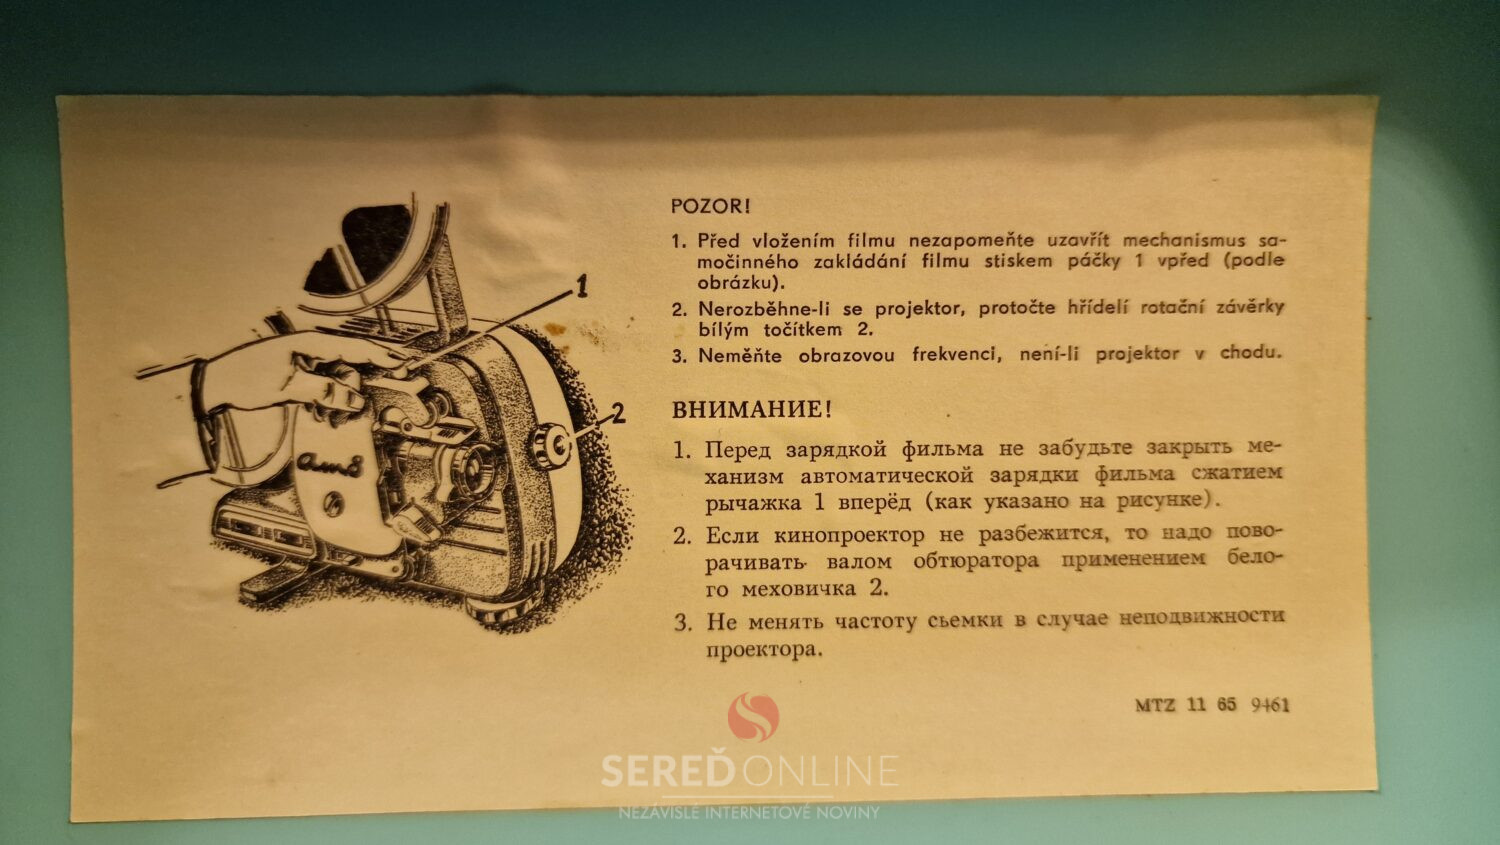 POZOR!
1. Před vložením filmu nezapomeňte uzavřít mechanismus sa-
močinného zakládání filmu stiskem páčky 1 vpřed (podle
obrázku).
2. Nerozběhne-li se projektor, protočte hřídelí rotační závěrky
bílým točítkem 2.
3. Neměňte obrazovou frekvenci, není-li projektor v chodu.
1
2
am8
ВНИМАНИЕ!
1. Перед зарядкой фильма не забудьте закрыть ме-
ханизм автоматической зарядки фильма сжатием
рычажка 1 вперёд (как указано на рисунке).
2. Если кинопроектор не разбежится, то надо пово-
рачивать валом обтюратора применением бело-
го меховичка 2.
3. Не менять частоту сьемки в случае неподвижности
проектора.
MTZ 11 65 9461
SEREĎONLINE
NEZÁVISLÉ INTERNETOVÉ NOVINY